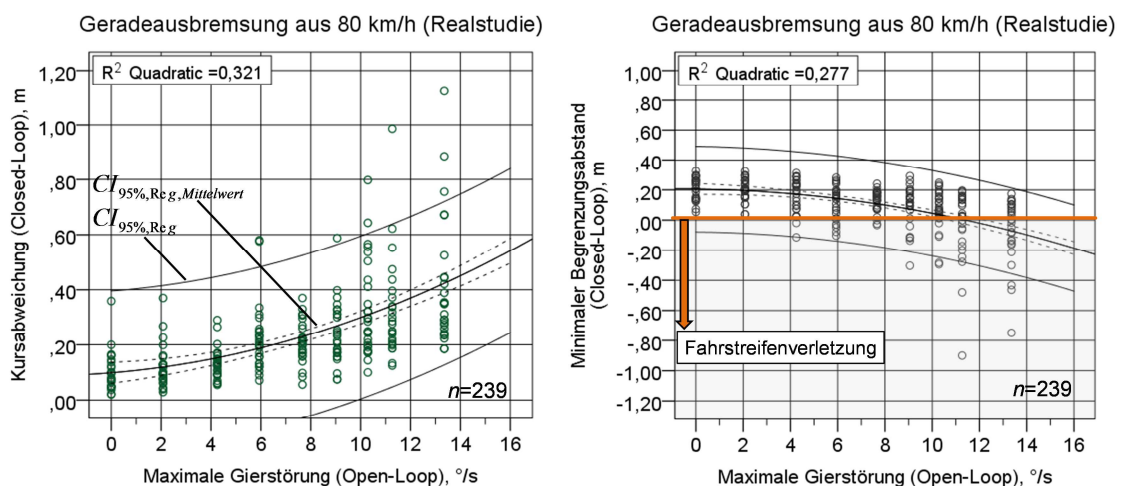 Geradeausbremsung aus 80 km/h (Realstudie)
R² Quadratic =0,321
Kursabweichung (Closed-Loop), m
1,20
1,00
,80
,60
,40
,20
,00
CI95%,Reg,Mittelwert
CI95%,Reg
n=239
0 2 4 6 8 10 12 14 16
Maximale Gierstörung (Open-Loop), °/s
Geradeausbremsung aus 80 km/h (Realstudie)
R² Quadratic =0,277
Minimaler Begrenzungsabstand
(Closed-Loop), m
1,00
,80
,60
,40
,20
,00
-,20
-,40
-,60
-,80
-1,00
-1,20
Fahrstreifenverletzung
n=239
0 2 4 6 8 10 12 14 16
Maximale Gierstörung (Open-Loop), °/s